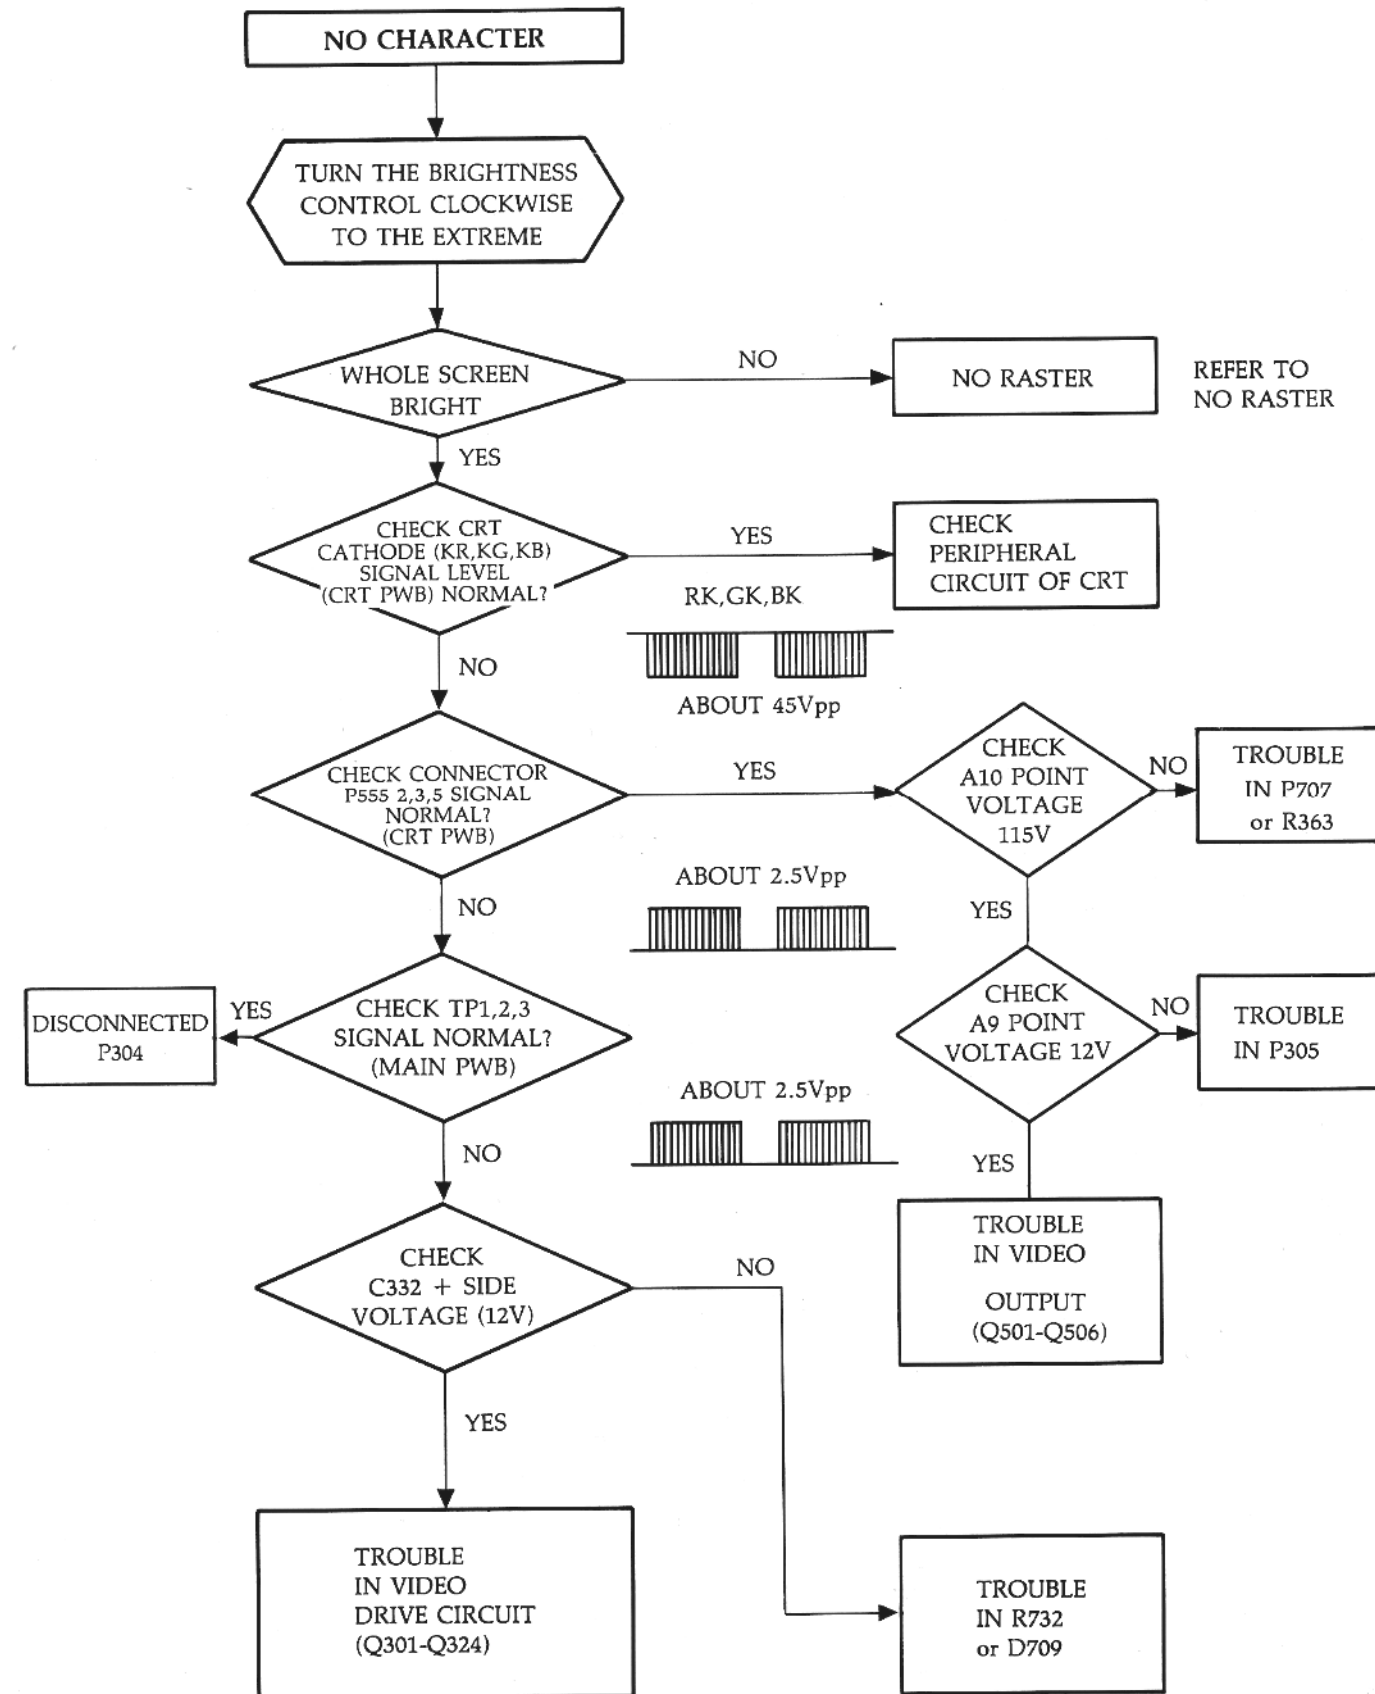 NO CHARACTER
TURN THE BRIGHTNESS
CONTROL CLOCKWISE
TO THE EXTREME
WHOLE SCREEN
BRIGHT
NO
NO RASTER
REFER TO
NO RASTER
YES
CHECK CRT
CATHODE (KR,KG,KB)
SIGNAL LEVEL
(CRT PWB) NORMAL?
YES
CHECK
PERIPHERAL
CIRCUIT OF CRT
RK,GK,BK
ABOUT 45Vpp
NO
CHECK CONNECTOR
P555 2,3,5 SIGNAL
NORMAL?
(CRT PWB)
YES
CHECK
A10 POINT
VOLTAGE
115V
NO
TROUBLE
IN P707
or R363
ABOUT 2.5Vpp
NO
YES
CHECK TP1,2,3
SIGNAL NORMAL?
(MAIN PWB)
YES
DISCONNECTED
P304
CHECK
A9 POINT
VOLTAGE 12V
NO
TROUBLE
IN P305
ABOUT 2.5Vpp
NO
YES
TROUBLE
IN VIDEO
OUTPUT
(Q501-Q506)
CHECK
C332 + SIDE
VOLTAGE (12V)
NO
YES
TROUBLE
IN VIDEO
DRIVE CIRCUIT
(Q301-Q324)
TROUBLE
IN R732
or D709